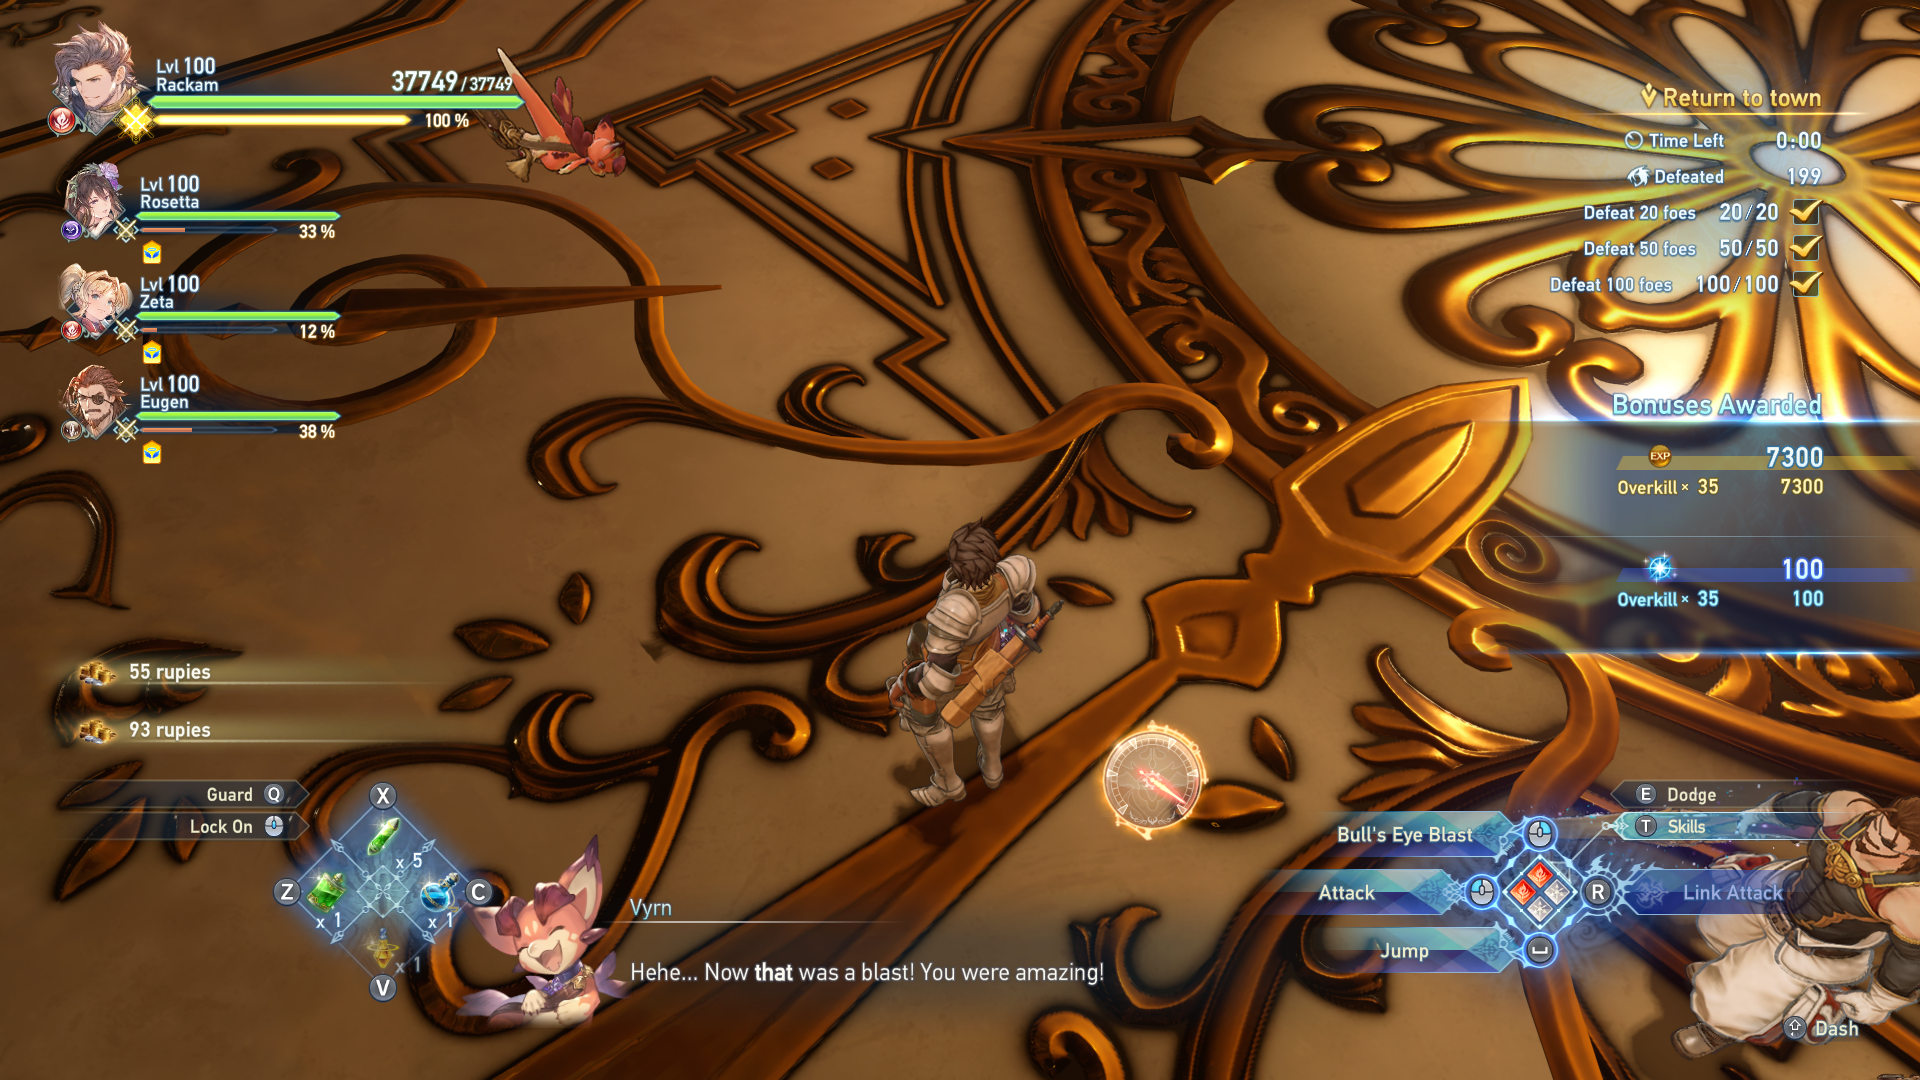 Lvl 100
Rackam
37749/37749
100 %
Lvl 100
Rosetta
33 %
Lvl 100
Zeta
12 %
Lvl 100
Eugen
38 %
Return to town
Time Left 0:00
Defeated 199
Defeat 20 foes 20/20
Defeat 50 foes 50/50
Defeat 100 foes 100/100
Bonuses Awarded
EXP 7300
Overkill × 35 7300
100
Overkill × 35 100
55 rupies
93 rupies
Guard Q
Lock On
X
x 5
Z
x 1
C
x 1
x 1
V
Vyrn
Hehe... Now that was a blast! You were amazing!
E Dodge
T Skills
Bull's Eye Blast
Attack
R Link Attack
Jump
Dash